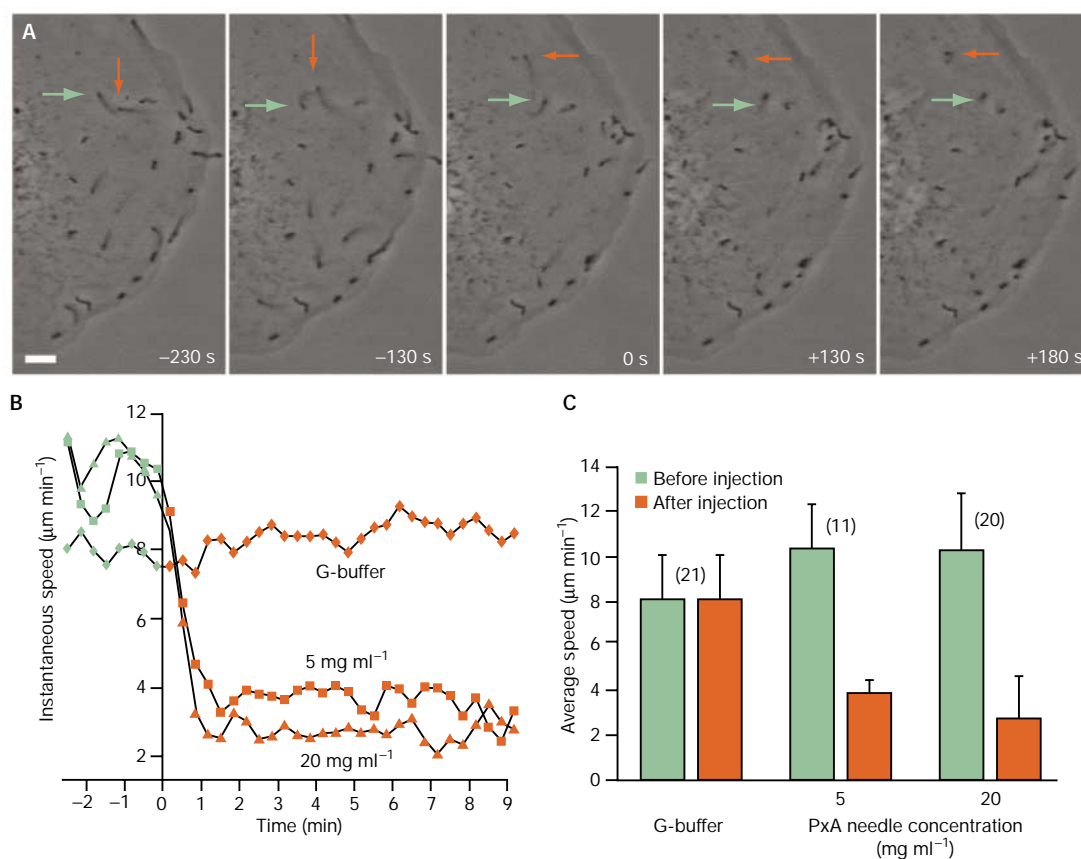 A
−230 s
−130 s
0 s
+130 s
+180 s
B
Instantaneous speed (μm min⁻¹)
12
10
8
6
4
2
G-buffer
5 mg ml⁻¹
20 mg ml⁻¹
−2 −1 0 1 2 3 4 5 6 7 8 9
Time (min)
C
Average speed (μm min⁻¹)
14
12
10
8
6
4
2
0
Before injection
After injection
(21)
(11)
(20)
5 20
G-buffer PxA needle concentration
(mg ml⁻¹)